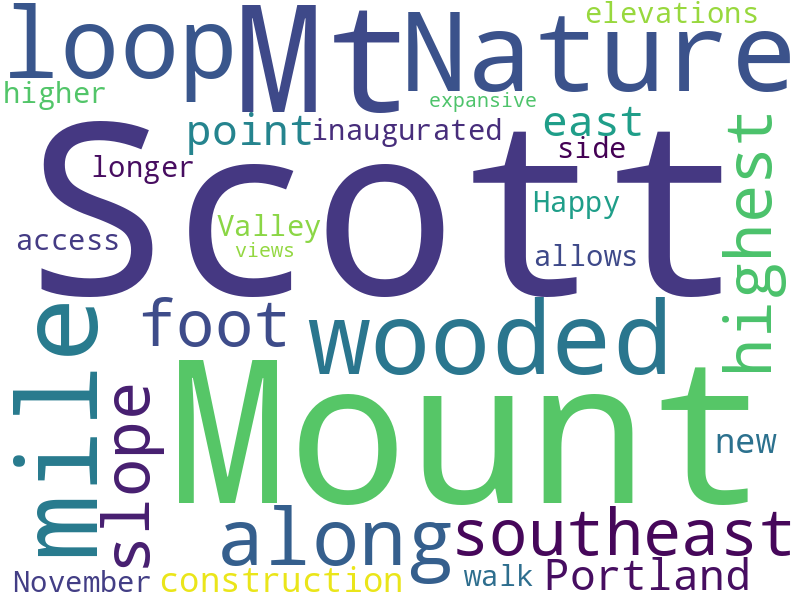 elevations
loop
Mt
Nature
higher
expansive
point
inaugurated
east
highest
longer
side
Scott
Happy
Valley
access
views
allows
mile
foot
wooded
slope
Mount
new
along
southeast
November
construction
walk
Portland